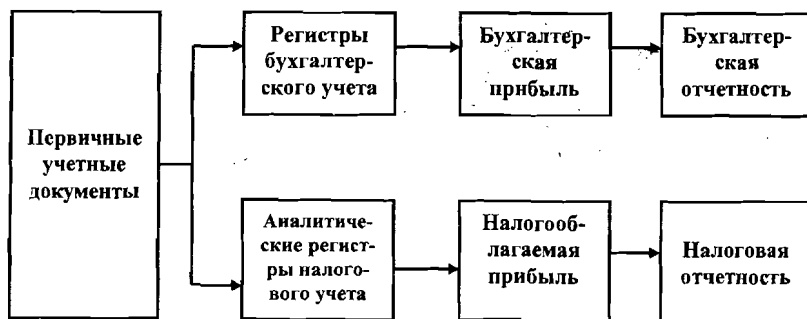 Первичные
учетные
документы
Регистры
бухгалтер-
ского учета
Бухгалтер-
ская
прибыль
Бухгалтер-
ская
отчетность
Аналитиче-
ские регист-
ры налого-
вого учета
Налогооб-
лагаемая
прибыль
Налоговая
отчетность